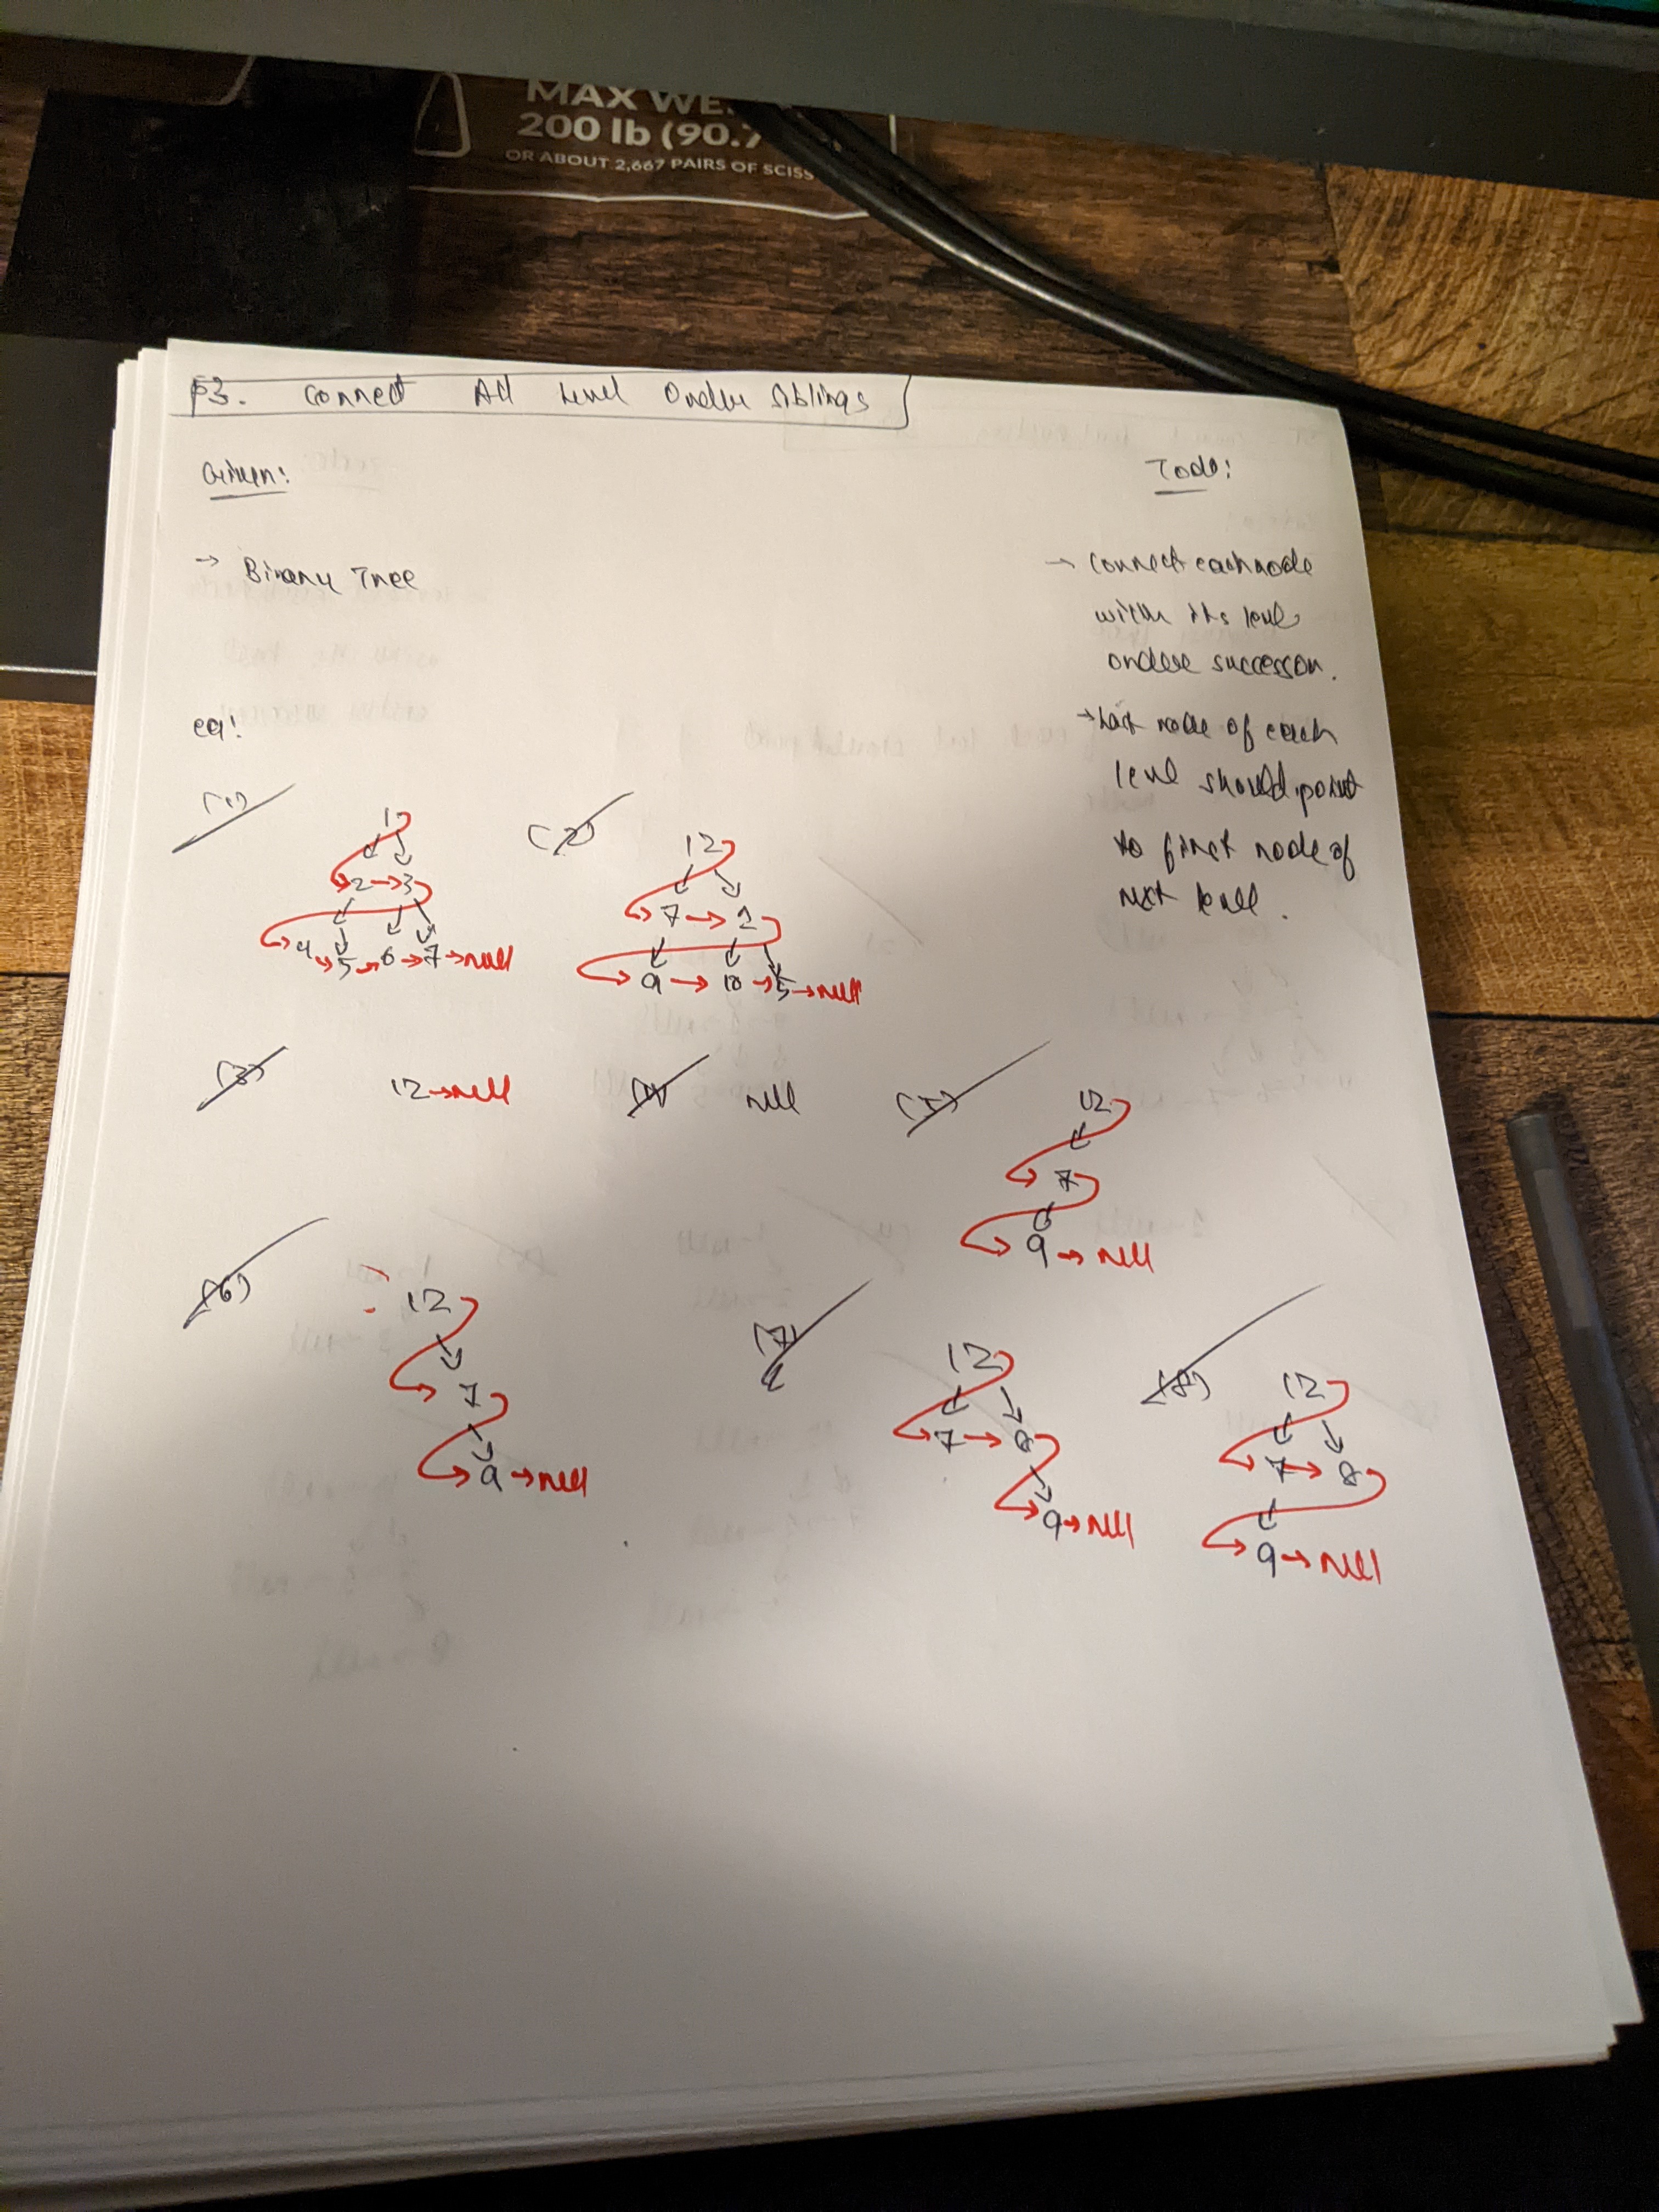 MAX WE
200 lb (90.7
OR ABOUT 2,667 PAIRS OF SCISS
P3. Connect All Level Order Siblings
Given:
Todo:
→ Binary Tree
→ Connect each node
with its level
order successor.
→ Last node of each
level should point
to first node of
next level.
eg:
(1)
1
2→3
4→5→6→7→null
(2)
12
7→2
9→10→5→null
(3)
12→null
(4)
null
(5)
12
7
9→null
(6)
12
7
9→null
(7)
12
7→8
9→null
(8)
12
7→8
9→null